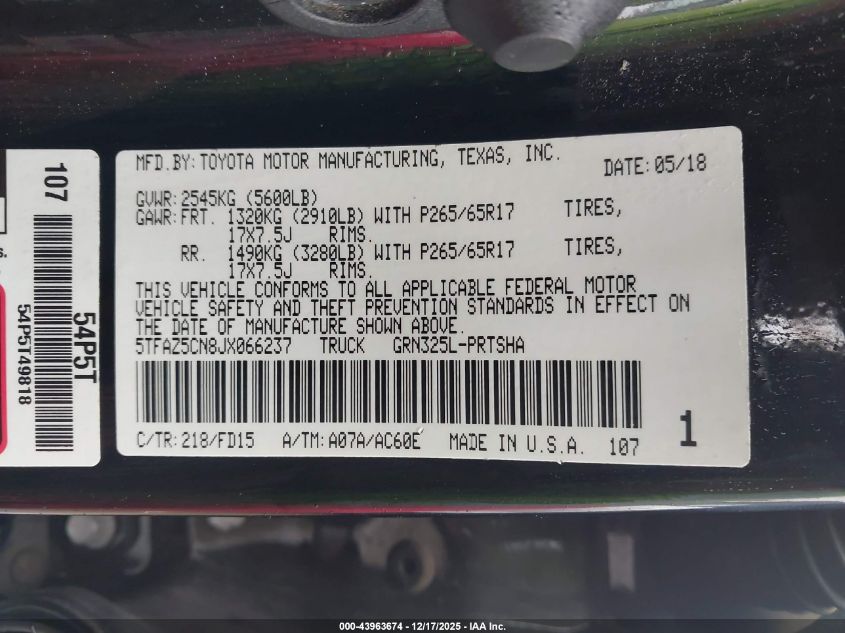 MFD.BY: TOYOTA MOTOR MANUFACTURING, TEXAS, INC. DATE: 05/18
GVWR: 2545KG (5600LB)
GAWR: FRT. 1320KG (2910LB) WITH P265/65R17 TIRES,
17X7.5J RIMS.
RR. 1490KG (3280LB) WITH P265/65R17 TIRES,
17X7.5J RIMS.
THIS VEHICLE CONFORMS TO ALL APPLICABLE FEDERAL MOTOR
VEHICLE SAFETY AND THEFT PREVENTION STANDARDS IN EFFECT ON
THE DATE OF MANUFACTURE SHOWN ABOVE.
5TFAZ5CN8JX066237 TRUCK GRN325L-PRTSHA
C/TR: 218/FD15 A/TM: A07A/AC60E MADE IN U.S.A. 107
1
107
54P5T
54P5T49818
000-43963674 – 12/17/2025 – IAA Inc.